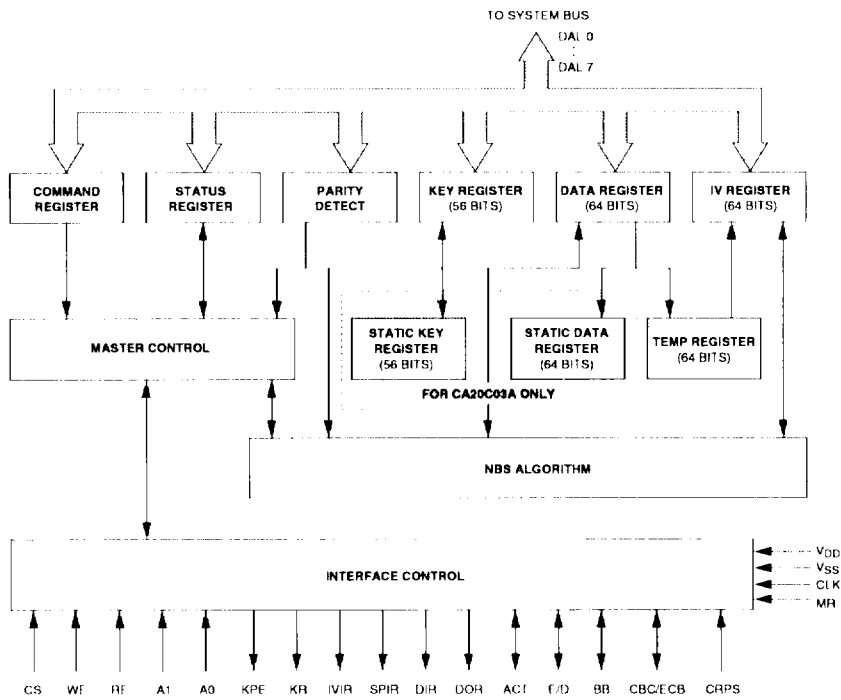 TO SYSTEM BUS
DAL 0
DAL 7
COMMAND
REGISTER
STATUS
REGISTER
PARITY
DETECT
KEY REGISTER
(56 BITS)
DATA REGISTER
(64 BITS)
IV REGISTER
(64 BITS)
MASTER CONTROL
STATIC KEY
REGISTER
(56 BITS)
STATIC DATA
REGISTER
(64 BITS)
TEMP REGISTER
(64 BITS)
FOR CA20C03A ONLY
NBS ALGORITHM
INTERFACE CONTROL
VDD
VSS
CLK
MR
CS WE RE A1 A0 KPE KR IVIR SPIR DIR DOR ACT E/D BB CBC/ECB CRPS